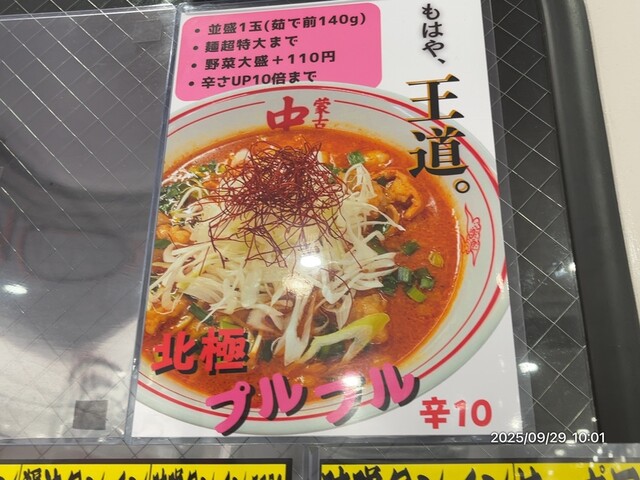 • 並盛1玉(茹で前140g)
• 麺超特大まで
• 野菜大盛+110円
• 辛さUP10倍まで
もはや、
王道。
蒙古
中
北極
プルプル
辛10
2025/09/29 10:01